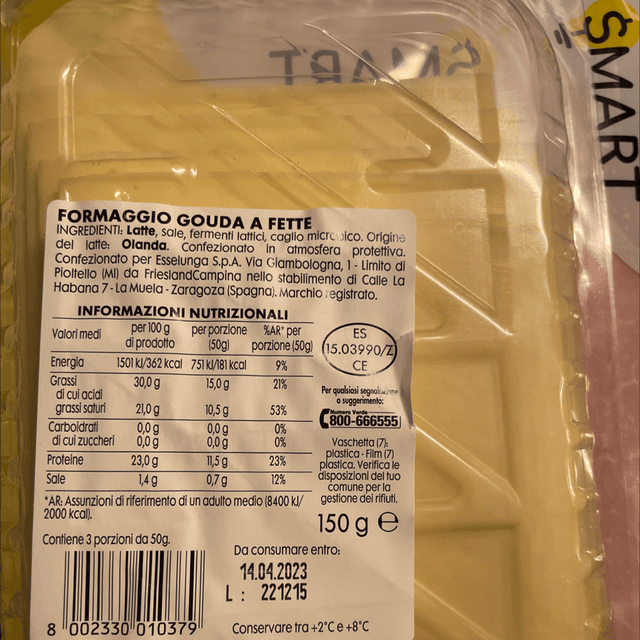 SMART
SMART
FORMAGGIO GOUDA A FETTE
INGREDIENTI: Latte, sale, fermenti lattici, caglio microbico. Origine
del latte: Olanda. Confezionato in atmosfera protettiva.
Confezionato per Esselunga S.p.A. Via Giambologna, 1 - Limito di
Pioltello (MI) da FrieslandCampina nello stabilimento di Calle La
Habana 7 - La Muela - Zaragoza (Spagna). Marchio registrato.
INFORMAZIONI NUTRIZIONALI
Valori medi per 100 g di prodotto per porzione (50g) %AR* per porzione (50g)
Energia 1501 kJ/362 kcal 751 kJ/181 kcal 9%
Grassi 30,0 g 15,0 g 21%
di cui acidi
grassi saturi 21,0 g 10,5 g 53%
Carboidrati 0,0 g 0,0 g 0%
di cui zuccheri 0,0 g 0,0 g 0%
Proteine 23,0 g 11,5 g 23%
Sale 1,4 g 0,7 g 12%
*AR: Assunzioni di riferimento di un adulto medio (8400 kJ/
2000 kcal).
Contiene 3 porzioni da 50g.
ES
15.03990/Z
CE
Per qualsiasi segnalazione
o suggerimento:
Numero Verde
800-666555
Vaschetta (7):
plastica - Film (7)
plastica. Verifica le
disposizioni del tuo
comune per la
gestione dei rifiuti.
150 g e
Da consumare entro:
14.04.2023
L: 221215
8 002330 010379
Conservare tra +2°C e +8°C